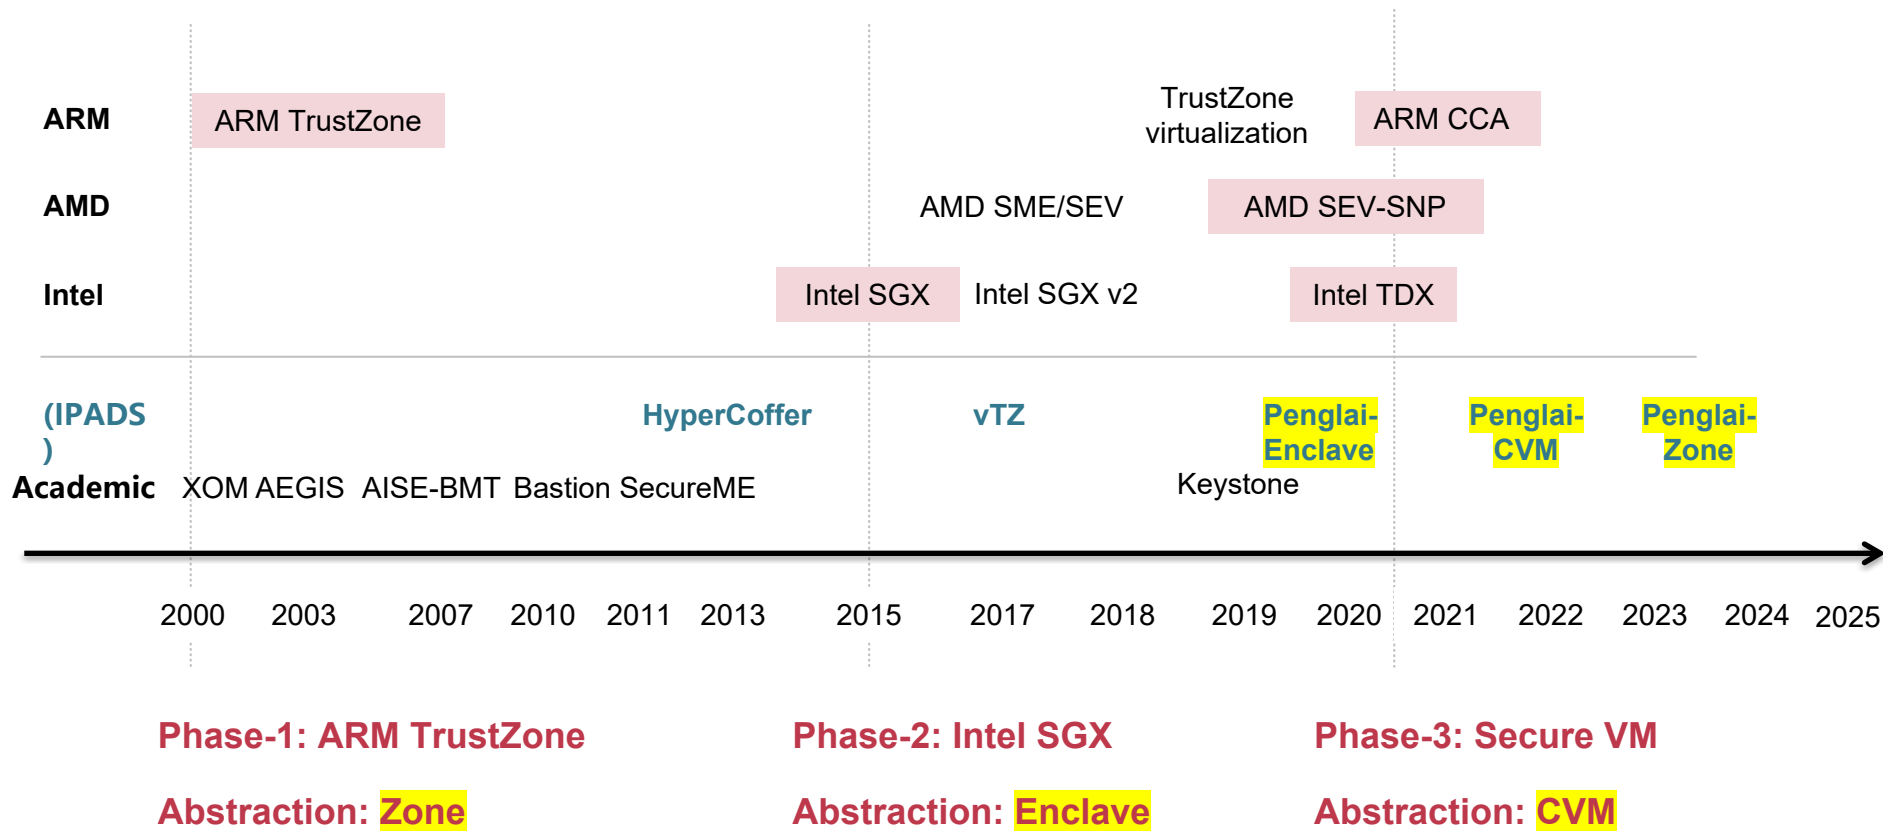 TrustZone
virtualization
ARM
ARM TrustZone
ARM CCA
AMD
AMD SME/SEV
AMD SEV-SNP
Intel
Intel SGX
Intel SGX v2
Intel TDX
(IPADS
)
HyperCoffer
vTZ
Penglai-
Enclave
Penglai-
CVM
Penglai-
Zone
Academic
XOM AEGIS AISE-BMT Bastion SecureME
Keystone
2000 2003 2007 2010 2011 2013 2015 2017 2018 2019 2020 2021 2022 2023 2024 2025
Phase-1: ARM TrustZone
Abstraction: Zone
Phase-2: Intel SGX
Abstraction: Enclave
Phase-3: Secure VM
Abstraction: CVM